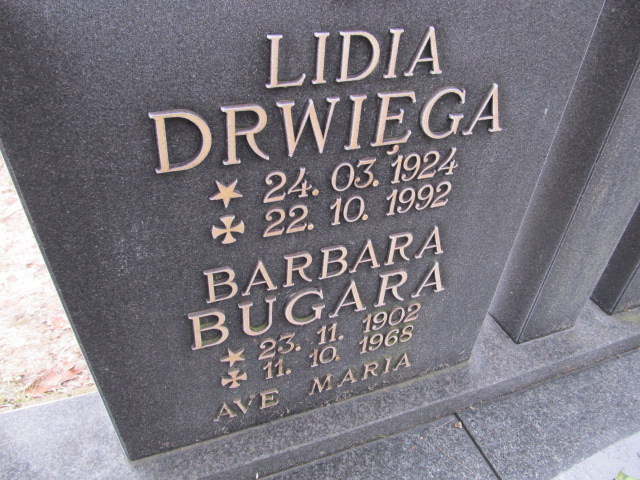 LIDIA
DRWIĘGA
24.03.1924
22.10.1992
BARBARA
BUGARA
23.11.1902
11.10.1968
AVE MARIA